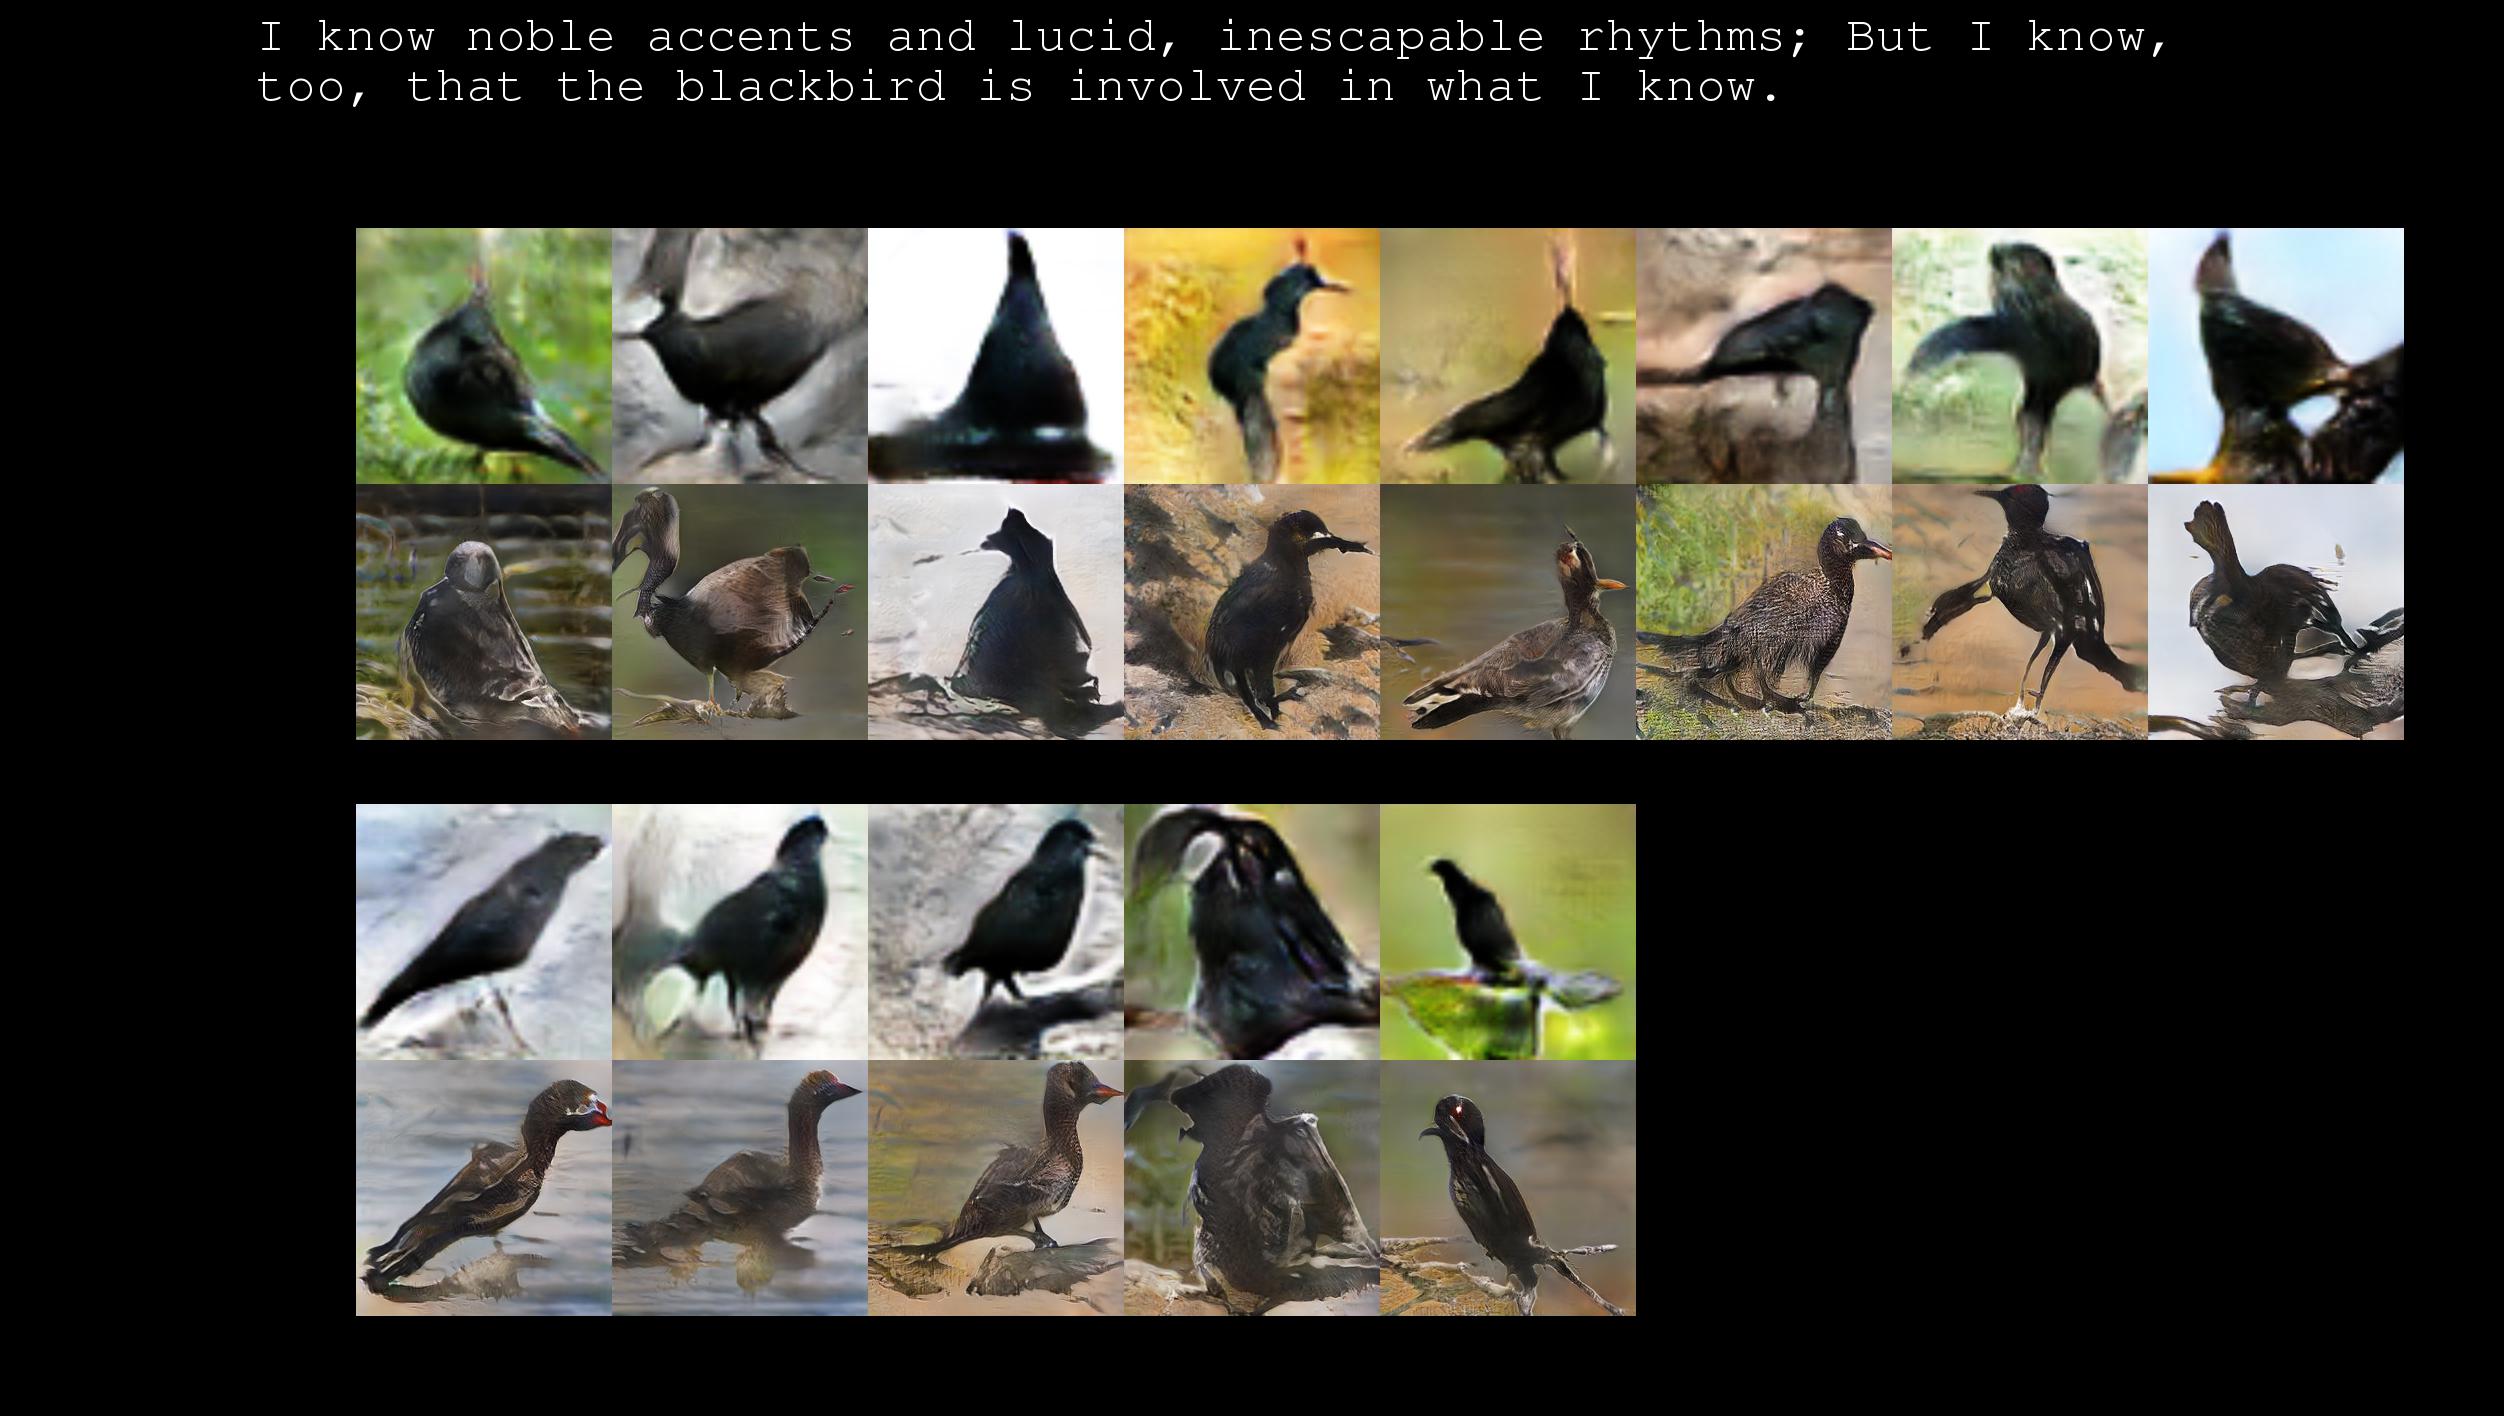 I know noble accents and lucid, inescapable rhythms; But I know,
too, that the blackbird is involved in what I know.